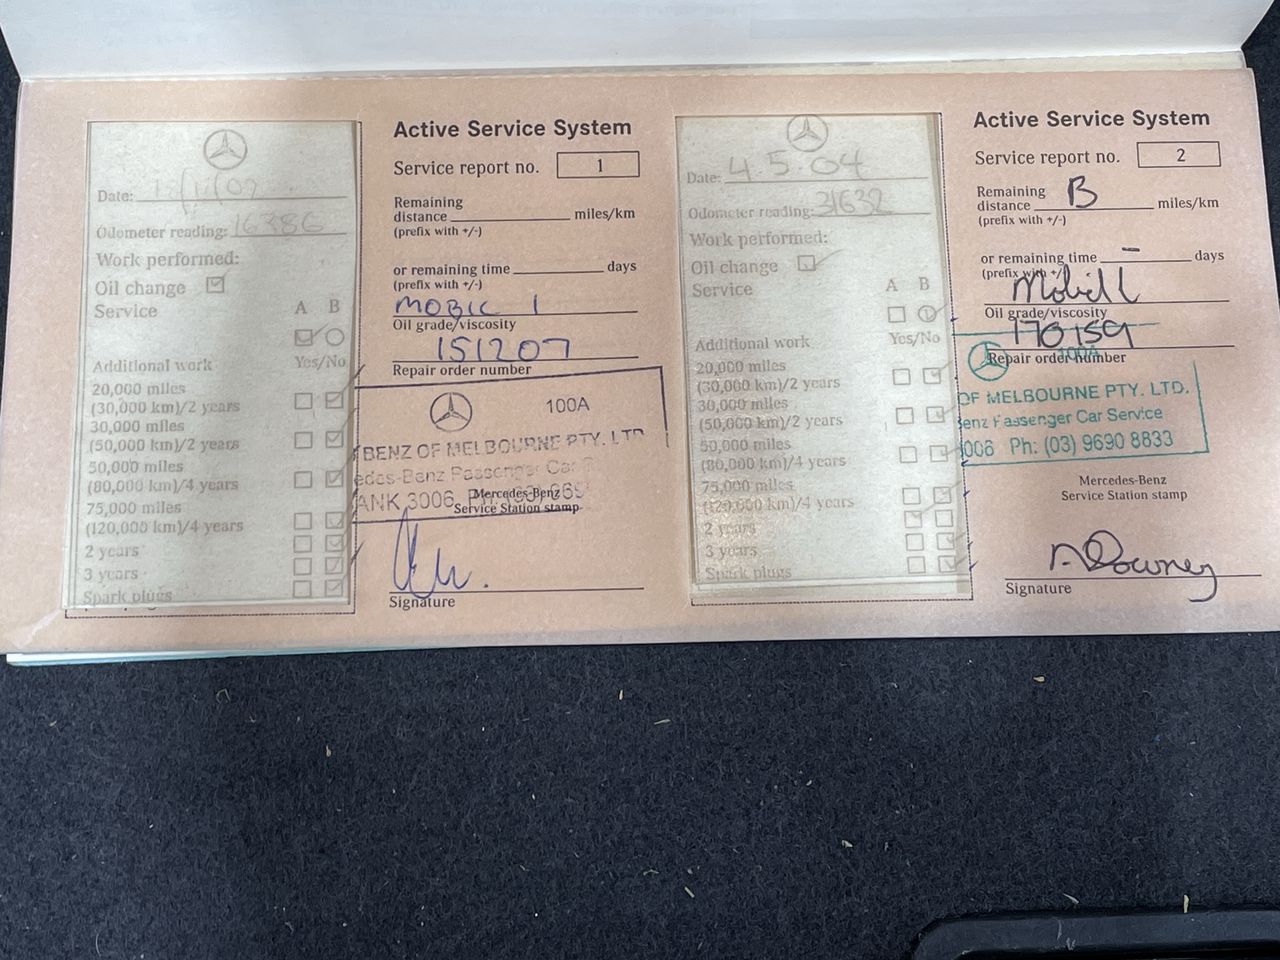 Date:
Odometer reading: 16386
Work performed:
Oil change
Service
A B
Additional work Yes/No
20,000 miles
(30,000 km)/2 years
30,000 miles
(50,000 km)/2 years
50,000 miles
(80,000 km)/4 years
75,000 miles
(120,000 km)/4 years
2 years
3 years
Spark plugs
Active Service System
Service report no. 1
Remaining
distance miles/km
(prefix with +/-)
or remaining time days
MOBIL 1
Oil grade/viscosity
151207
Repair order number
100A
BENZ OF MELBOURNE PTY. LTD
edes-Benz Passenger Car
ANK 3006
Mercedes-Benz
Service Station stamp
Signature
Date: 4.5.04
Odometer reading: 31632
Work performed:
Oil change
Service
A B
Additional work Yes/No
20,000 miles
(30,000 km)/2 years
30,000 miles
(50,000 km)/2 years
50,000 miles
(80,000 km)/4 years
75,000 miles
(120,000 km)/4 years
2 years
3 years
Spark plugs
Active Service System
Service report no. 2
Remaining
distance B miles/km
(prefix with +/-)
or remaining time – days
(prefix with +/
Mobil 1
Oil grade/viscosity
170159
Repair order number
100A
OF MELBOURNE PTY. LTD.
enz Passenger Car Service
006 Ph: (03) 9690 8833
Mercedes-Benz
Service Station stamp
n Downey
Signature